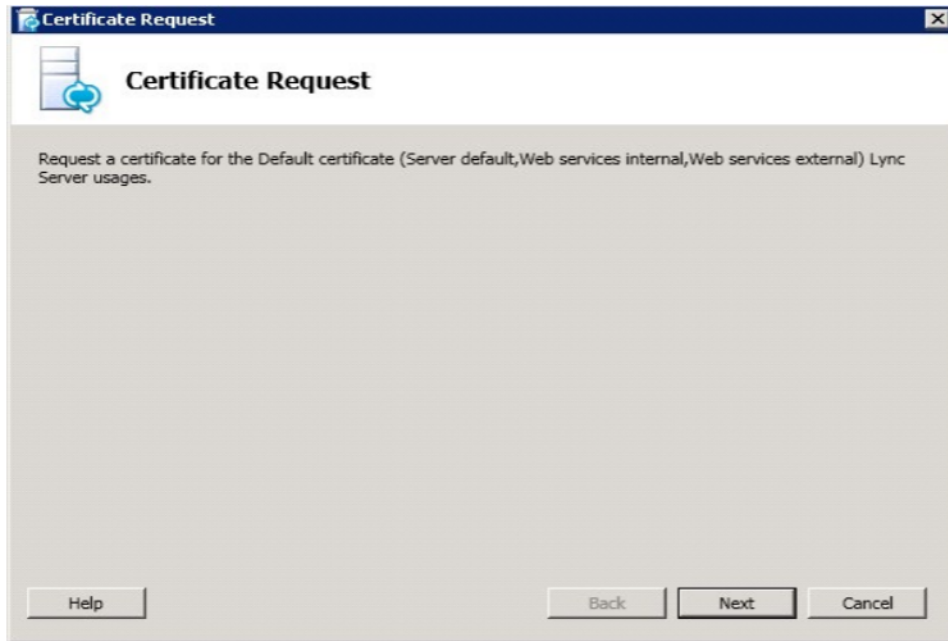 Certificate Request
Certificate Request
Request a certificate for the Default certificate (Server default,Web services internal,Web services external) Lync
Server usages.
Help
Back
Next
Cancel